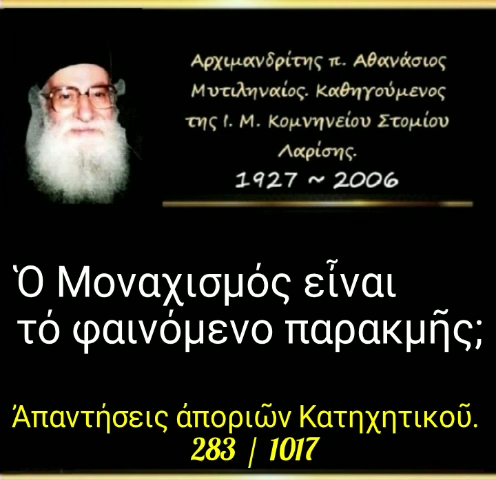 Αρχιμανδρίτης π. Αθανάσιος
Μυτιληναίος. Καθηγούμενος
της Ι. Μ. Κομνηνείου Στομίου
Λαρίσης.
1927 ~ 2006
Ὁ Μοναχισμός εἶναι
τό φαινόμενο παρακμῆς;
Ἀπαντήσεις ἀποριῶν Κατηχητικοῦ.
283 / 1017